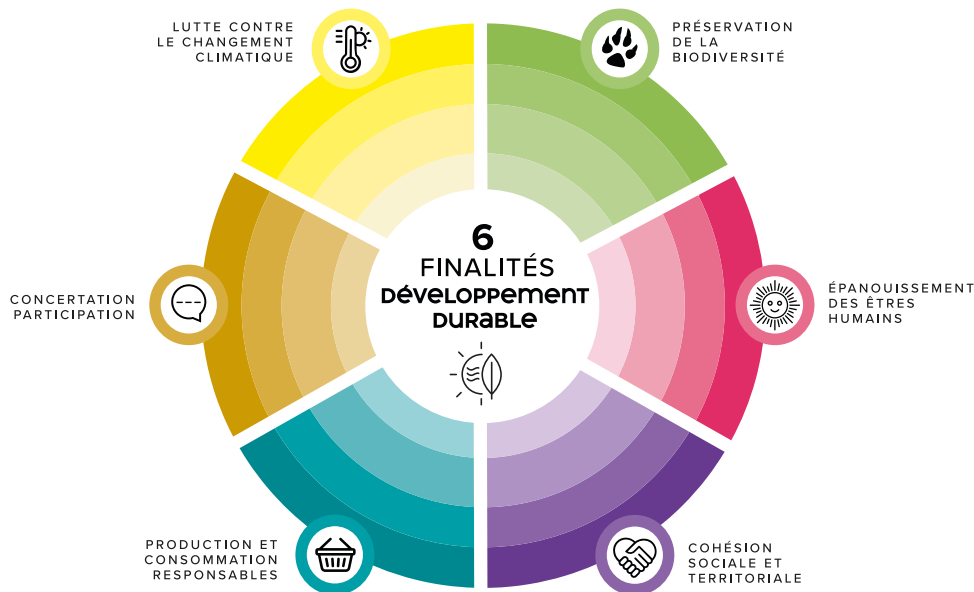 LUTTE CONTRE
LE CHANGEMENT
CLIMATIQUE
PRÉSERVATION
DE LA
BIODIVERSITÉ
6
FINALITÉS
DÉVELOPPEMENT
DURABLE
CONCERTATION
PARTICIPATION
ÉPANOUISSEMENT
DES ÊTRES
HUMAINS
PRODUCTION ET
CONSOMMATION
RESPONSABLES
COHÉSION
SOCIALE ET
TERRITORIALE